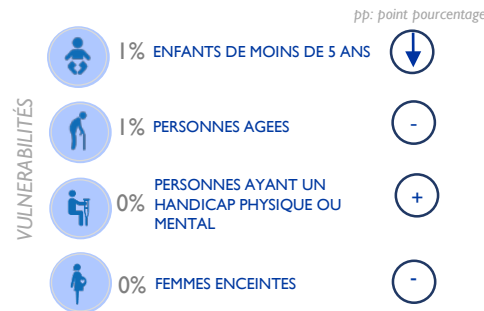 pp: point pourcentage
VULNERABILITÉS
1% ENFANTS DE MOINS DE 5 ANS
1% PERSONNES AGEES -
0% PERSONNES AYANT UN
HANDICAP PHYSIQUE OU
MENTAL +
0% FEMMES ENCEINTES -